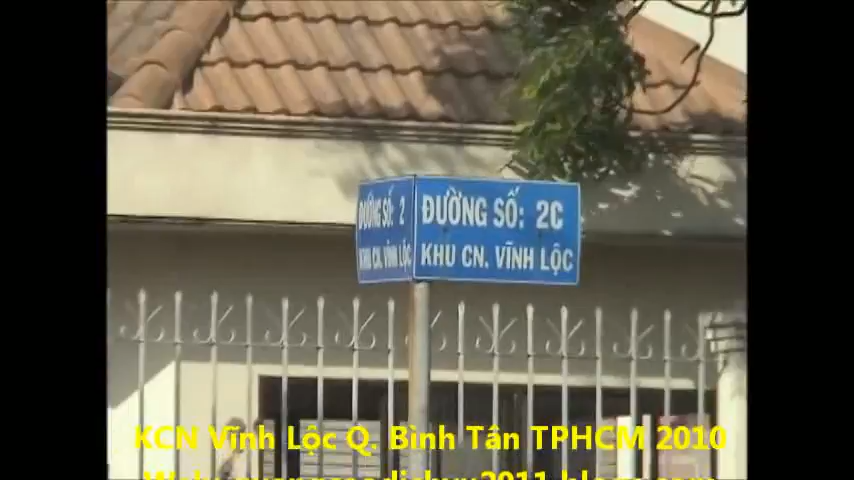 ĐƯỜNG SỐ: 2
KHU CN. VĨNH LỘC
ĐƯỜNG SỐ: 2C
KHU CN. VĨNH LỘC
KCN Vĩnh Lộc Q. Bình Tân TPHCM 2010